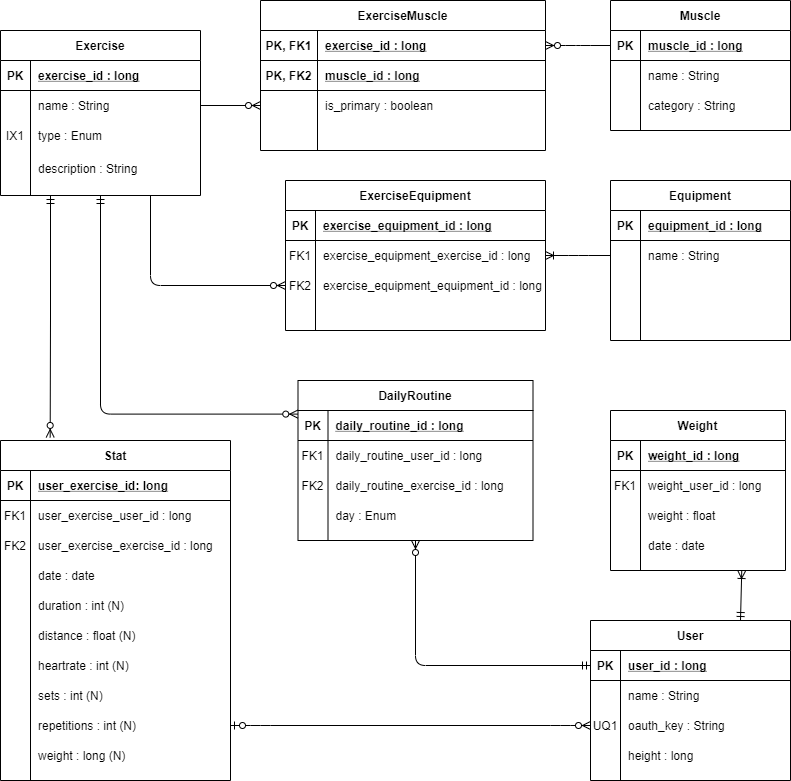 Exercise
PK exercise_id : long
name : String
IX1 type : Enum
description : String
ExerciseMuscle
PK, FK1 exercise_id : long
PK, FK2 muscle_id : long
is_primary : boolean
Muscle
PK muscle_id : long
name : String
category : String
ExerciseEquipment
PK exercise_equipment_id : long
FK1 exercise_equipment_exercise_id : long
FK2 exercise_equipment_equipment_id : long
Equipment
PK equipment_id : long
name : String
DailyRoutine
PK daily_routine_id : long
FK1 daily_routine_user_id : long
FK2 daily_routine_exercise_id : long
day : Enum
Weight
PK weight_id : long
FK1 weight_user_id : long
weight : float
date : date
Stat
PK user_exercise_id: long
FK1 user_exercise_user_id : long
FK2 user_exercise_exercise_id : long
date : date
duration : int (N)
distance : float (N)
heartrate : int (N)
sets : int (N)
repetitions : int (N)
weight : long (N)
User
PK user_id : long
name : String
UQ1 oauth_key : String
height : long